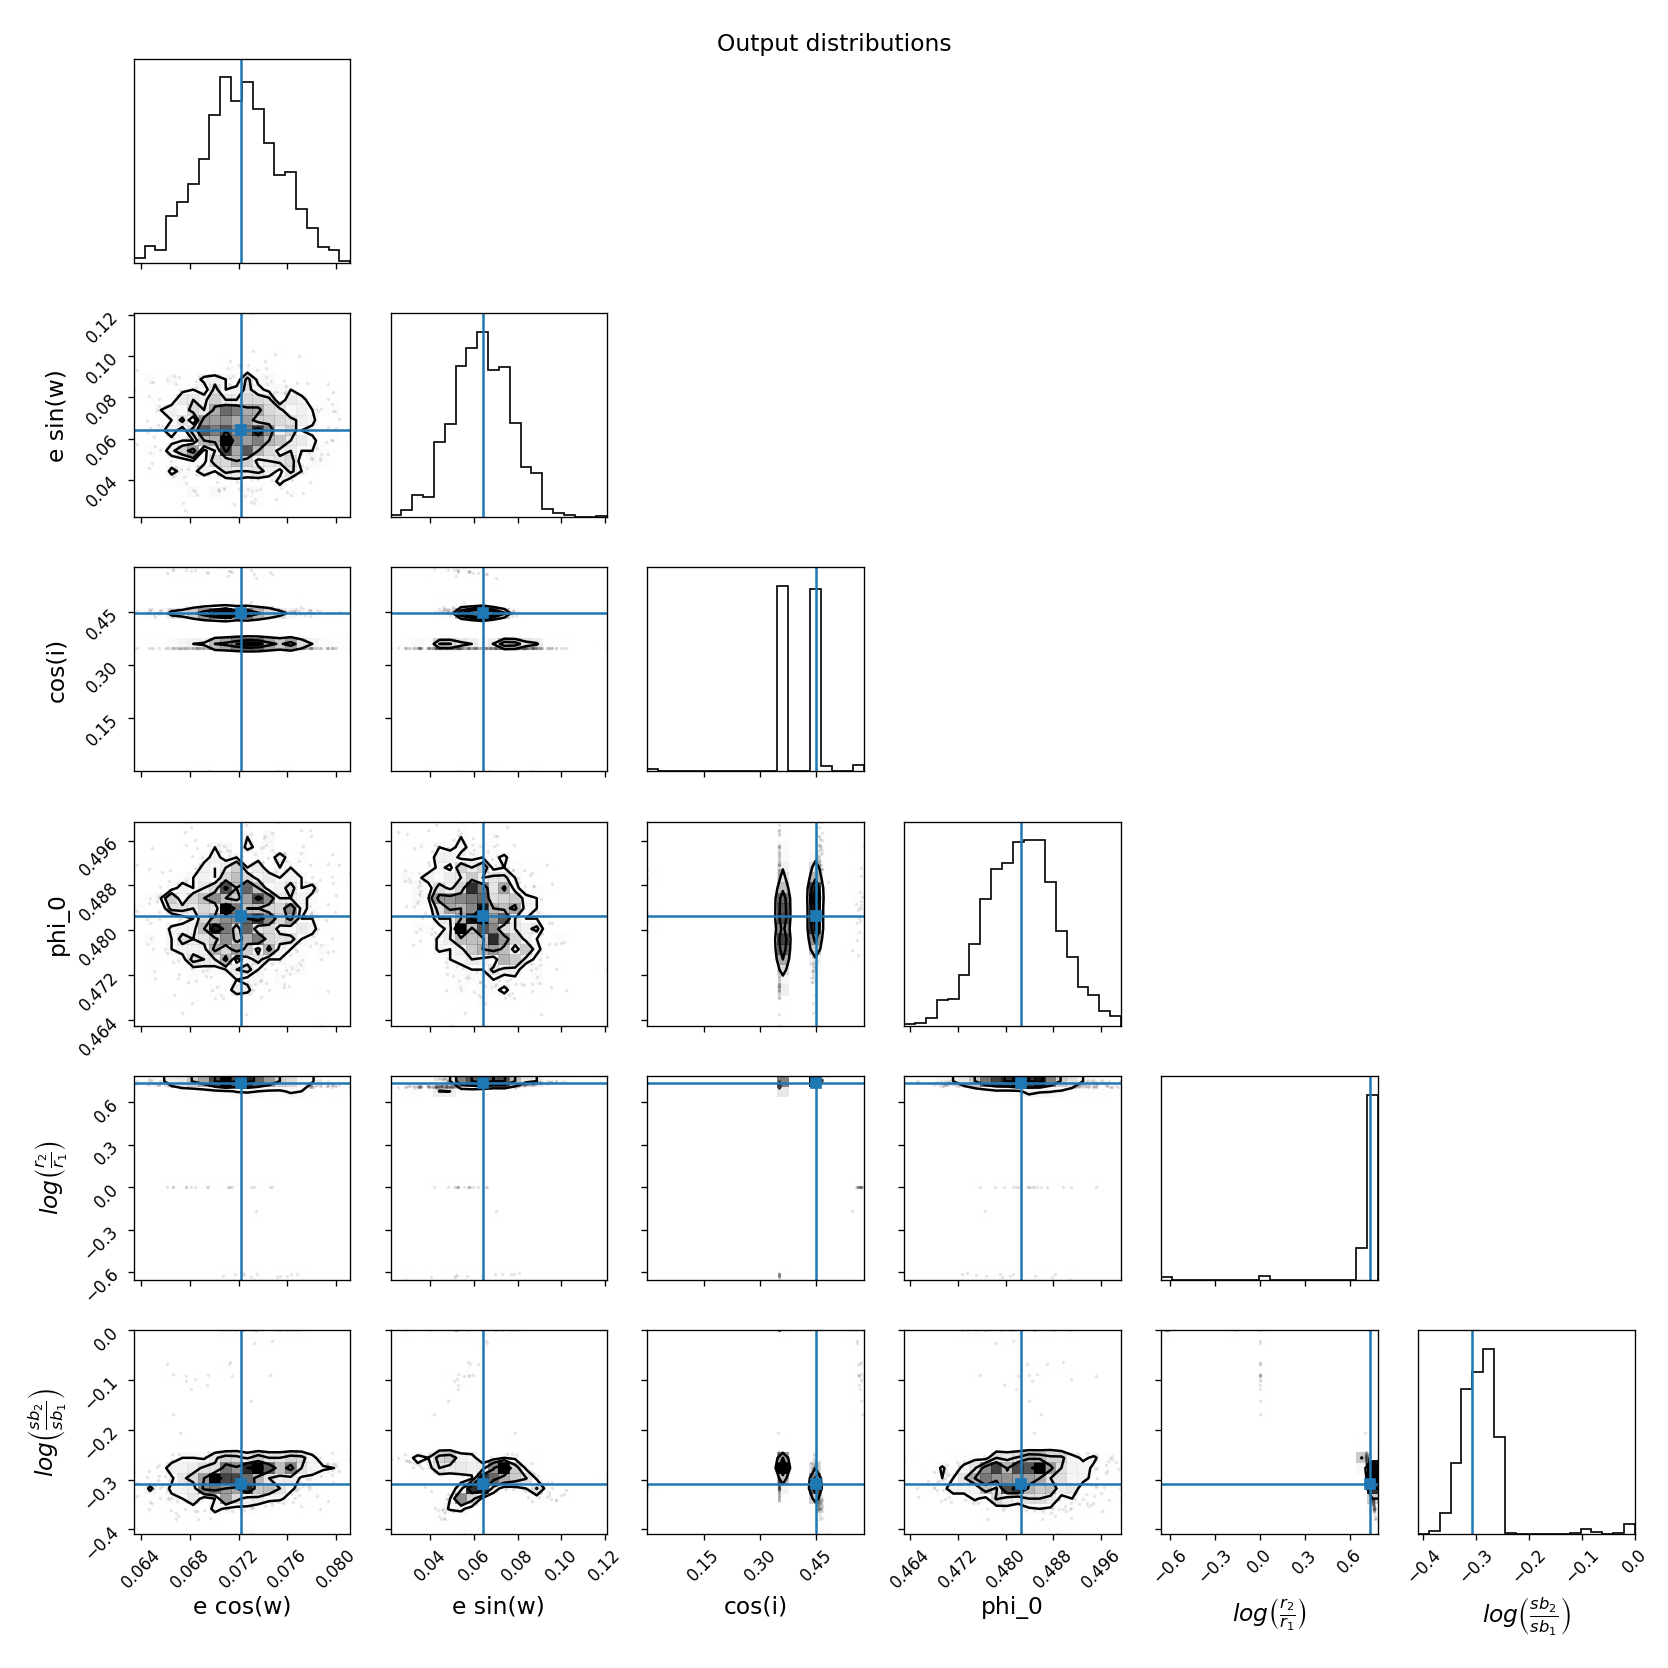 Output distributions
0.12
0.10
0.08
0.06
0.04
e sin(w)
0.45
0.30
0.15
cos(i)
0.496
0.488
0.480
0.472
0.464
phi_0
0.6
0.3
0.0
−0.3
−0.6
log(r₂/r₁)
0.0
−0.1
−0.2
−0.3
−0.4
log(sb₂/sb₁)
0.064 0.068 0.072 0.076 0.080
0.04 0.06 0.08 0.10 0.12
0.15 0.30 0.45
0.464 0.472 0.480 0.488 0.496
−0.6 −0.3 0.0 0.3 0.6
−0.4 −0.3 −0.2 −0.1 0.0
e cos(w)
e sin(w)
cos(i)
phi_0
log(r₂/r₁)
log(sb₂/sb₁)